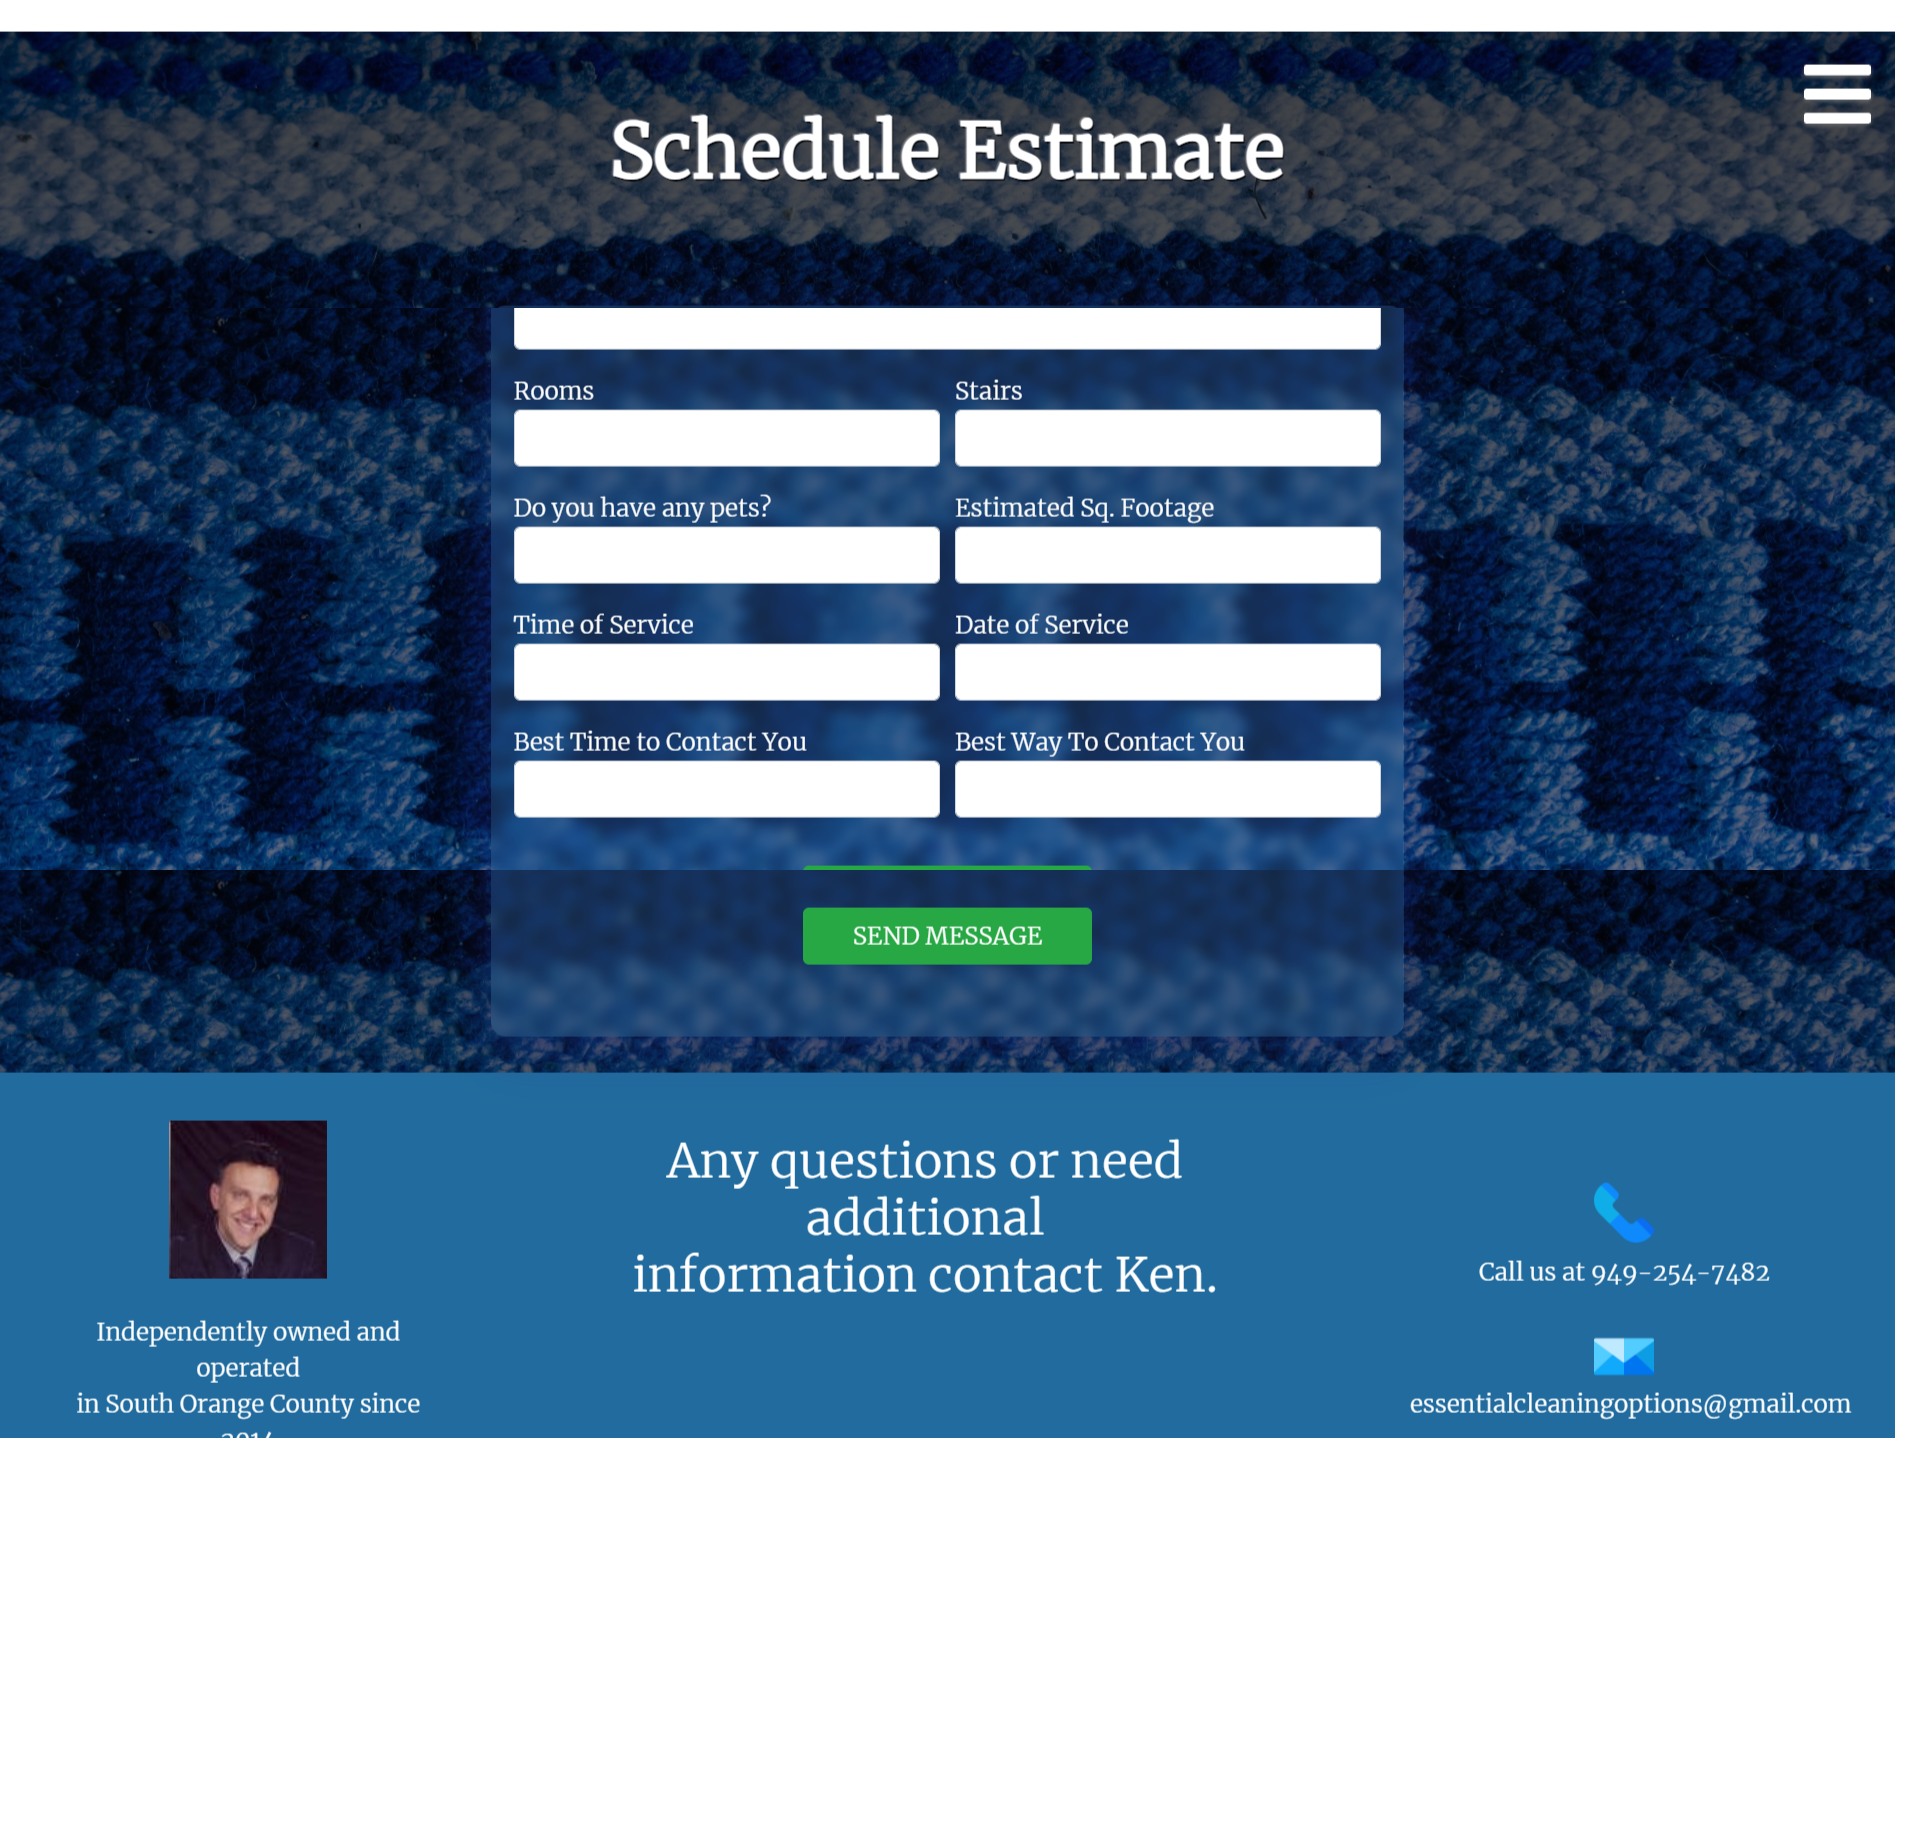 Schedule Estimate
Rooms
Stairs
Do you have any pets?
Estimated Sq. Footage
Time of Service
Date of Service
Best Time to Contact You
Best Way To Contact You
SEND MESSAGE
Any questions or need
additional
information contact Ken.
Independently owned and
operated
in South Orange County since
Call us at 949-254-7482
essentialcleaningoptions@gmail.com